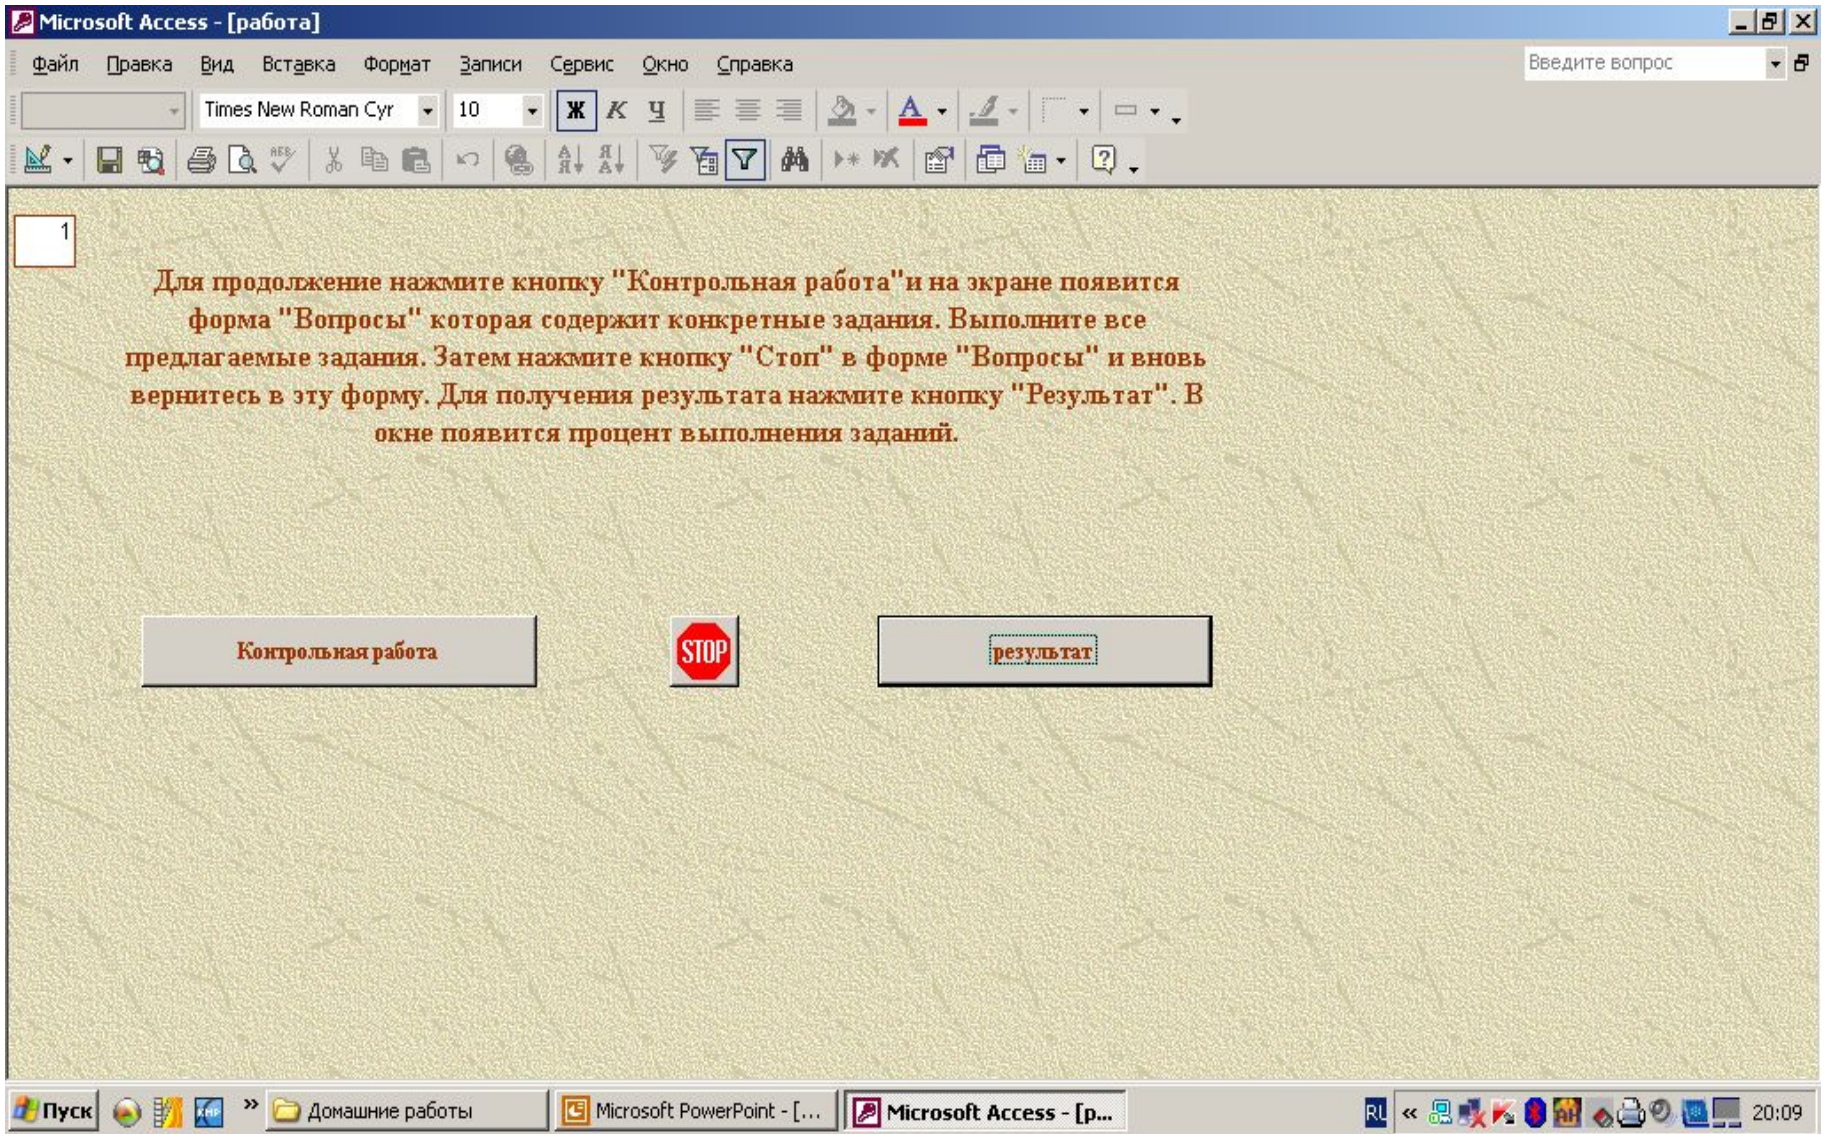 Microsoft Access - [работа]
Файл Правка Вид Вставка Формат Записи Сервис Окно Справка Введите вопрос
Times New Roman Cyr 10 Ж К Ч A
1
Для продолжение нажмите кнопку "Контрольная работа"и на экране появится
форма "Вопросы" которая содержит конкретные задания. Выполните все
предлагаемые задания. Затем нажмите кнопку "Стоп" в форме "Вопросы" и вновь
вернитесь в эту форму. Для получения результата нажмите кнопку "Результат". В
окне появится процент выполнения заданий.
Контрольная работа STOP результат
Пуск KMP » Домашние работы Microsoft PowerPoint - [... Microsoft Access - [р... « 20:09